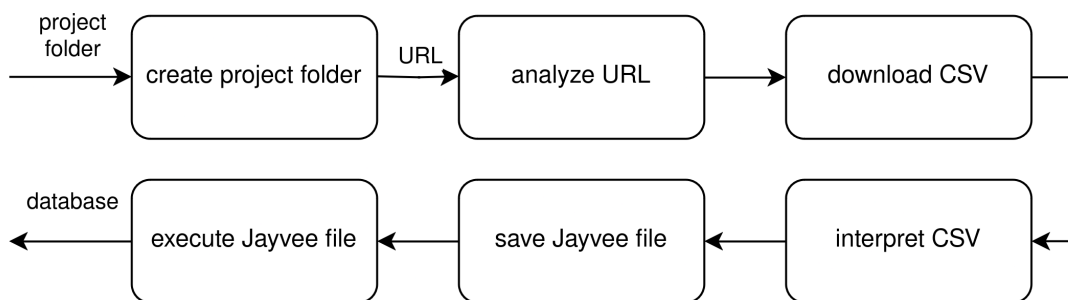 project
folder
create project folder
URL
analyze URL
download CSV
database
execute Jayvee file
save Jayvee file
interpret CSV